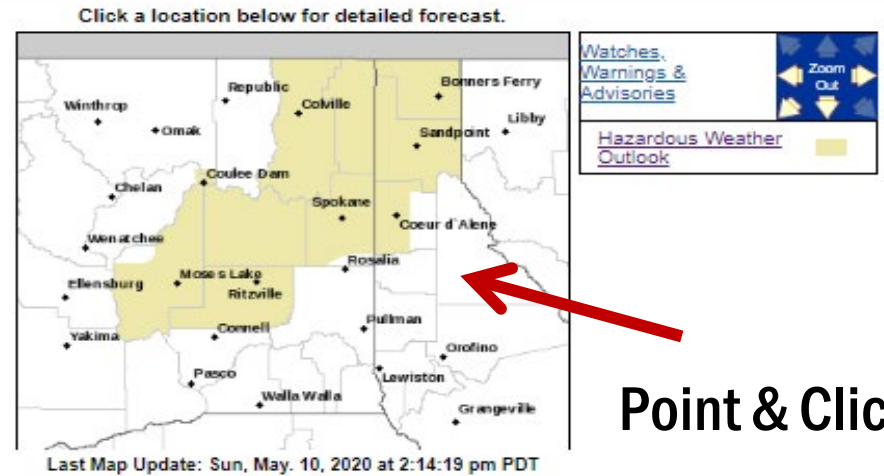 Click a location below for detailed forecast.
Watches,
Warnings &
Advisories
Zoom
Out
Hazardous Weather
Outlook
Republic
Colville
Bonners Ferry
Winthrop
Omak
Libby
Sandpoint
Coulee Dam
Chelan
Spokane
Coeur d'Alene
Wenatchee
Rosalia
Ellensburg
Moses Lake
Ritzville
Pullman
Yakima
Connell
Orofino
Pasco
Lewiston
Walla Walla
Grangeville
Point & Clic
Last Map Update: Sun, May. 10, 2020 at 2:14:19 pm PDT